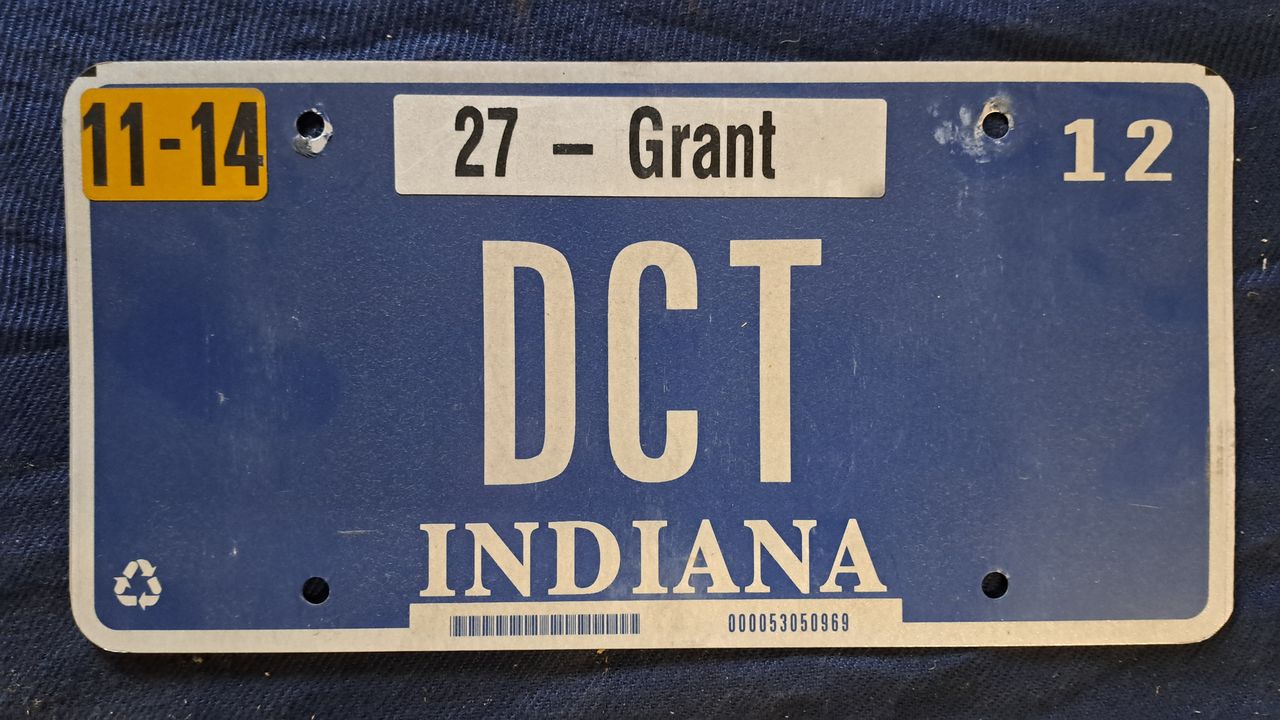 11-14 27 - Grant 12
DCT
INDIANA
000053050969